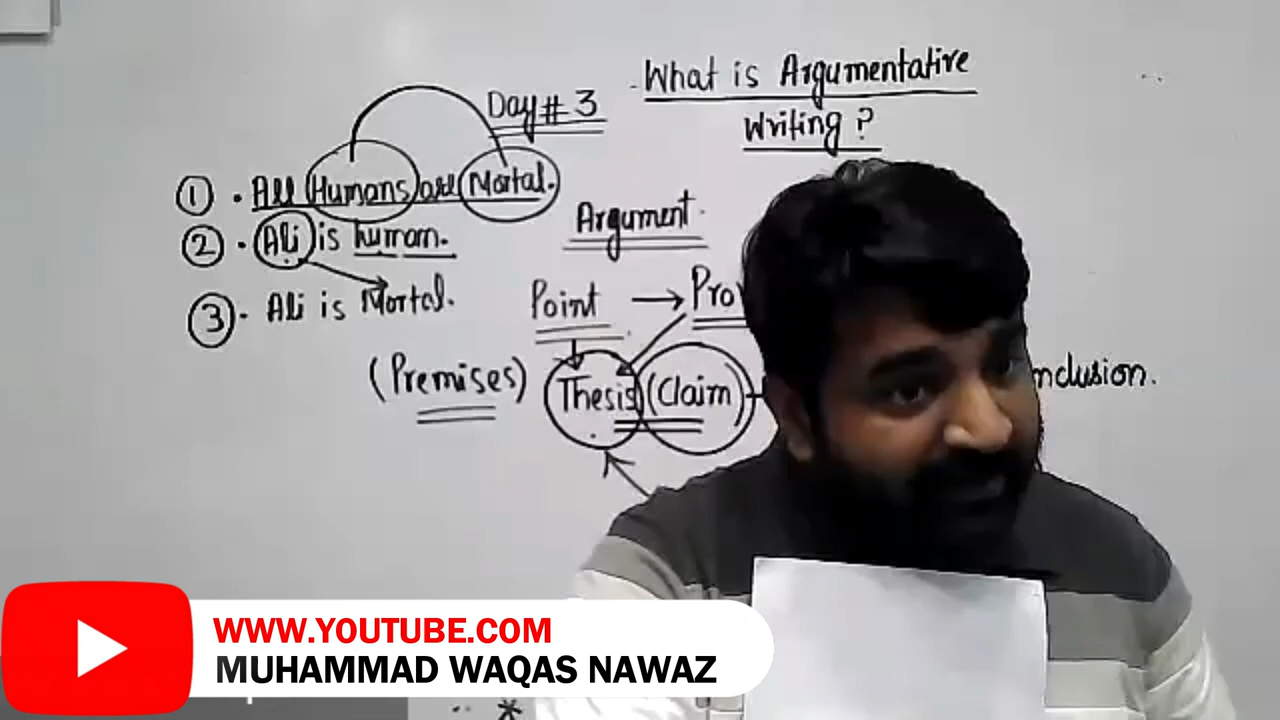 What is Argumentative
Writing ?
Day # 3
① · All Humans are Mortal.
② · Ali is human.
③ · Ali is Mortal.
Argument.
Point →
(Premises) Thesis (Claim)
WWW.YOUTUBE.COM
MUHAMMAD WAQAS NAWAZ